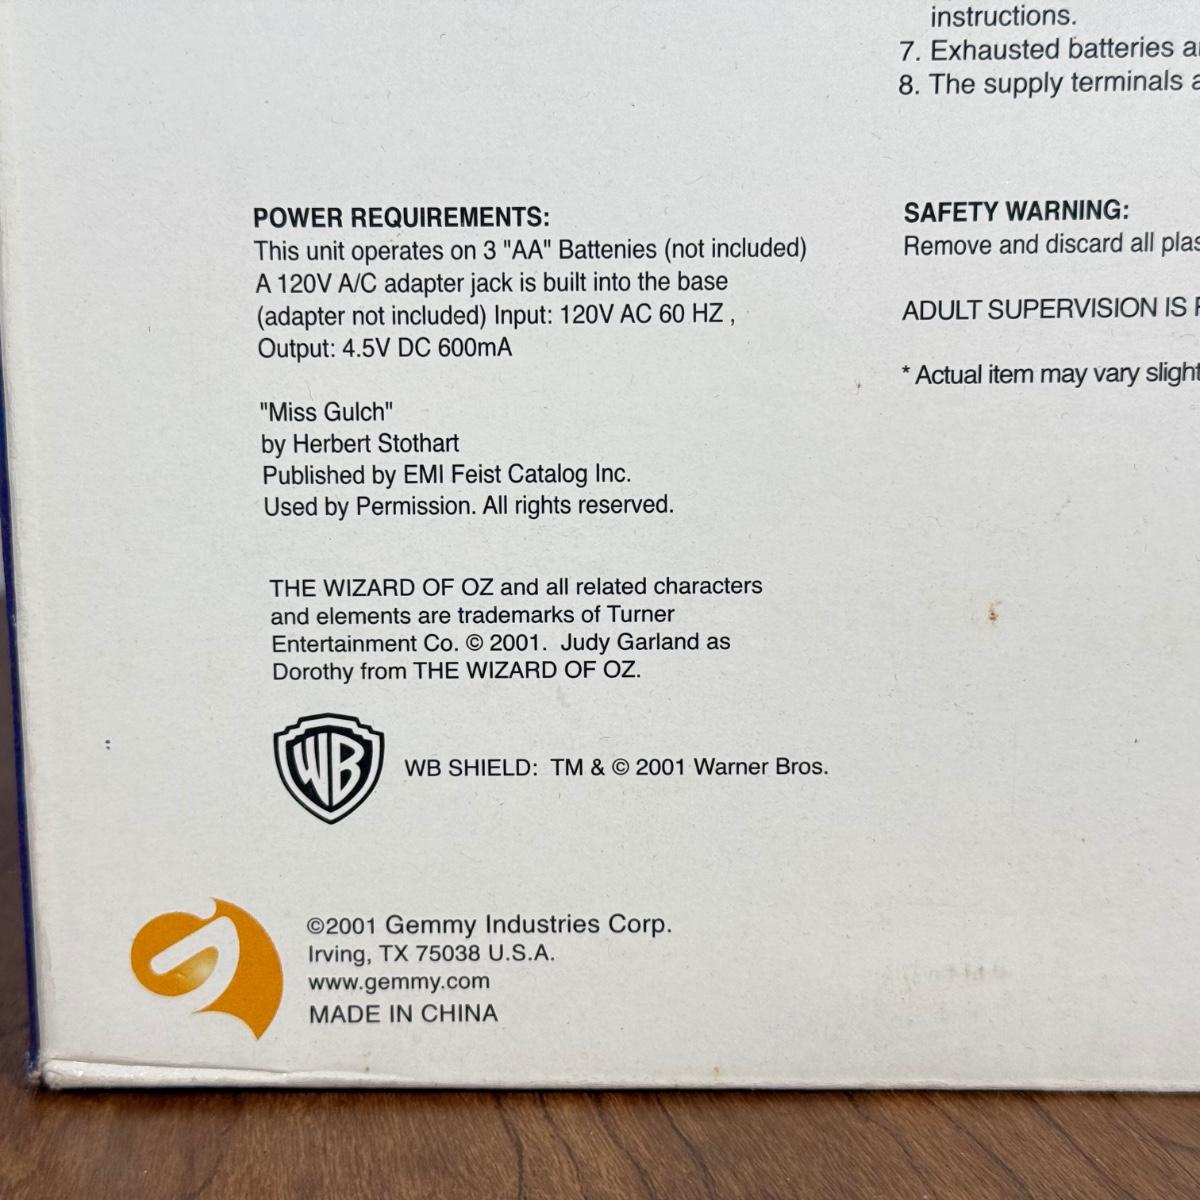 instructions.
7. Exhausted batteries
8. The supply terminals
POWER REQUIREMENTS:
This unit operates on 3 "AA" Battenies (not included)
A 120V A/C adapter jack is built into the base
(adapter not included) Input: 120V AC 60 HZ ,
Output: 4.5V DC 600mA
"Miss Gulch"
by Herbert Stothart
Published by EMI Feist Catalog Inc.
Used by Permission. All rights reserved.
THE WIZARD OF OZ and all related characters
and elements are trademarks of Turner
Entertainment Co. © 2001.  Judy Garland as
Dorothy from THE WIZARD OF OZ.
WB
WB SHIELD:  TM & © 2001 Warner Bros.
©2001 Gemmy Industries Corp.
Irving, TX 75038 U.S.A.
www.gemmy.com
MADE IN CHINA
SAFETY WARNING:
Remove and discard all
ADULT SUPERVISION IS
* Actual item may vary